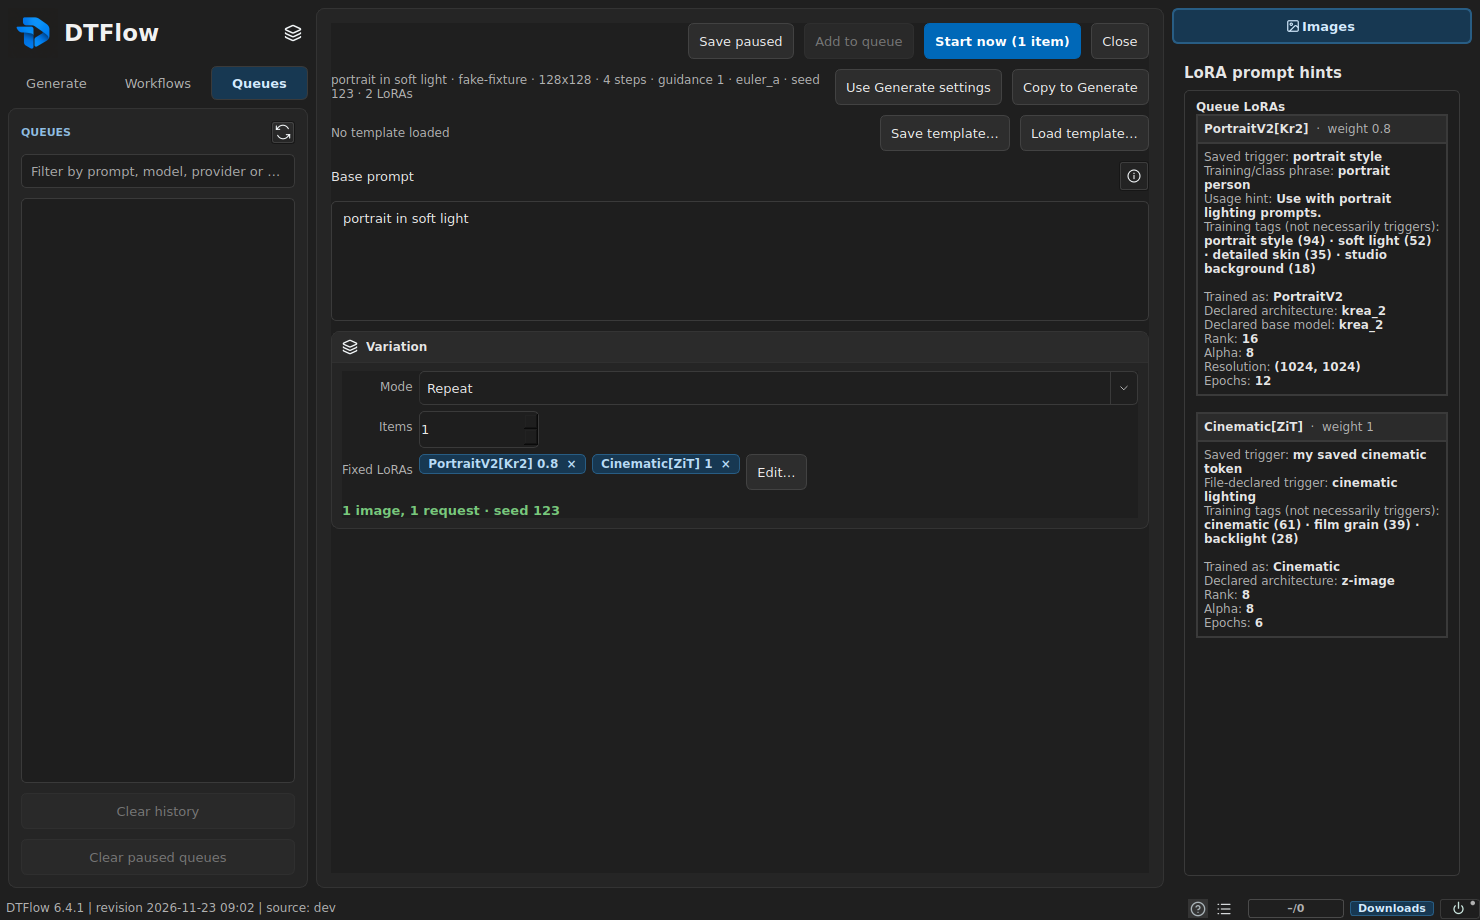 DTFlow
Generate
Workflows
Queues
QUEUES
Filter by prompt, model, provider or ...
Clear history
Clear paused queues
Save paused
Add to queue
Start now (1 item)
Close
portrait in soft light · fake-fixture · 128x128 · 4 steps · guidance 1 · euler_a · seed
123 · 2 LoRAs
Use Generate settings
Copy to Generate
No template loaded
Save template...
Load template...
Base prompt
portrait in soft light
Variation
Mode
Repeat
Items
1
Fixed LoRAs
PortraitV2[Kr2] 0.8 ×
Cinematic[ZiT] 1 ×
Edit...
1 image, 1 request · seed 123
Images
LoRA prompt hints
Queue LoRAs
PortraitV2[Kr2] · weight 0.8
Saved trigger: portrait style
Training/class phrase: portrait
person
Usage hint: Use with portrait
lighting prompts.
Training tags (not necessarily triggers):
portrait style (94) · soft light (52)
· detailed skin (35) · studio
background (18)
Trained as: PortraitV2
Declared architecture: krea_2
Declared base model: krea_2
Rank: 16
Alpha: 8
Resolution: (1024, 1024)
Epochs: 12
Cinematic[ZiT] · weight 1
Saved trigger: my saved cinematic
token
File-declared trigger: cinematic
lighting
Training tags (not necessarily triggers):
cinematic (61) · film grain (39) ·
backlight (28)
Trained as: Cinematic
Declared architecture: z-image
Rank: 8
Alpha: 8
Epochs: 6
DTFlow 6.4.1 | revision 2026-11-23 09:02 | source: dev
-/0
Downloads